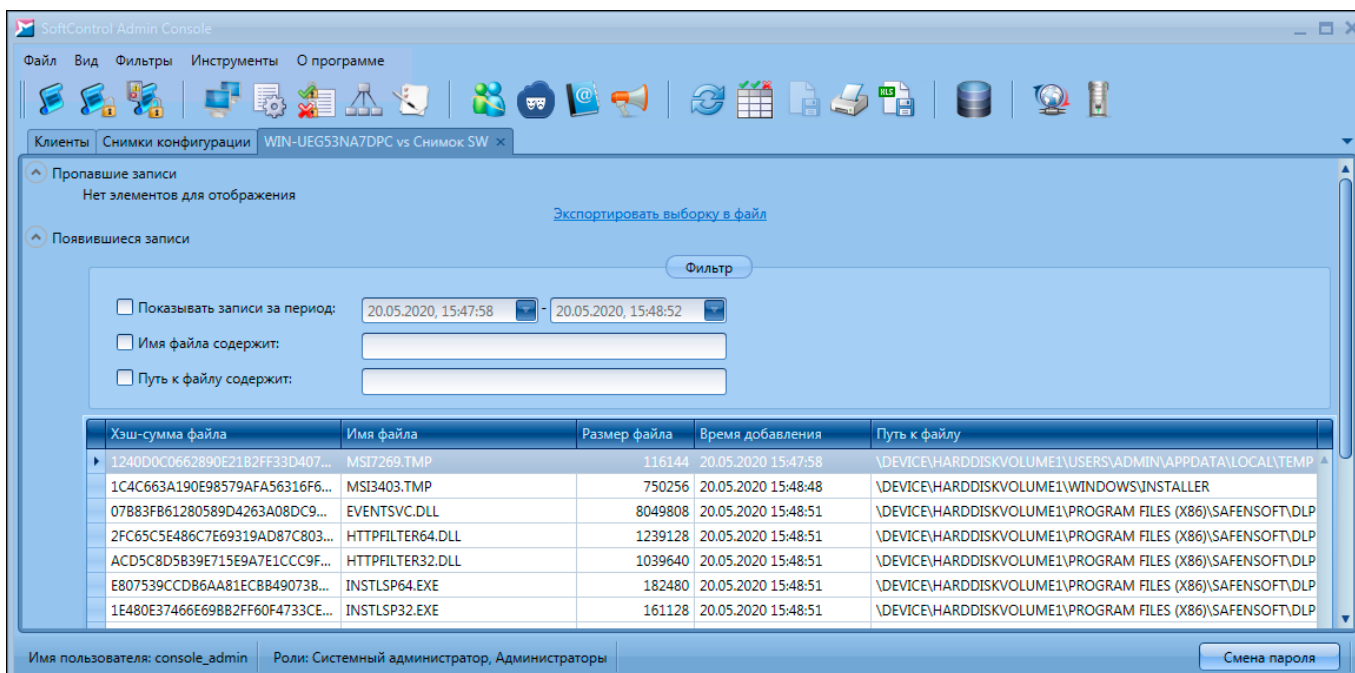 SoftControl Admin Console
Файл Вид Фильтры Инструменты О программе
Клиенты Снимки конфигурации WIN-UEG53NA7DPC vs Снимок SW
Пропавшие записи
Нет элементов для отображения
Экспортировать выборку в файл
Появившиеся записи
Фильтр
Показывать записи за период: 20.05.2020, 15:47:58 - 20.05.2020, 15:48:52
Имя файла содержит:
Путь к файлу содержит:
Хэш-сумма файла Имя файла Размер файла Время добавления Путь к файлу
1240D0C0662890E21B2FF33D407... MSI7269.TMP 116144 20.05.2020 15:47:58 \DEVICE\HARDDISKVOLUME1\USERS\ADMIN\APPDATA\LOCAL\TEMP
1C4C663A190E98579AFA56316F6... MSI3403.TMP 750256 20.05.2020 15:48:48 \DEVICE\HARDDISKVOLUME1\WINDOWS\INSTALLER
07B83FB61280589D4263A08DC9... EVENTSVC.DLL 8049808 20.05.2020 15:48:51 \DEVICE\HARDDISKVOLUME1\PROGRAM FILES (X86)\SAFENSOFT\DLP
2FC65C5E486C7E69319AD87C803... HTTPFILTER64.DLL 1239128 20.05.2020 15:48:51 \DEVICE\HARDDISKVOLUME1\PROGRAM FILES (X86)\SAFENSOFT\DLP
ACD5C8D5B39E715E9A7E1CCC9F... HTTPFILTER32.DLL 1039640 20.05.2020 15:48:51 \DEVICE\HARDDISKVOLUME1\PROGRAM FILES (X86)\SAFENSOFT\DLP
E807539CCDB6AA81ECBB49073B... INSTLSP64.EXE 182480 20.05.2020 15:48:51 \DEVICE\HARDDISKVOLUME1\PROGRAM FILES (X86)\SAFENSOFT\DLP
1E480E37466E69BB2FF60F4733CE... INSTLSP32.EXE 161128 20.05.2020 15:48:51 \DEVICE\HARDDISKVOLUME1\PROGRAM FILES (X86)\SAFENSOFT\DLP
Имя пользователя: console_admin Роли: Системный администратор, Администраторы Смена пароля